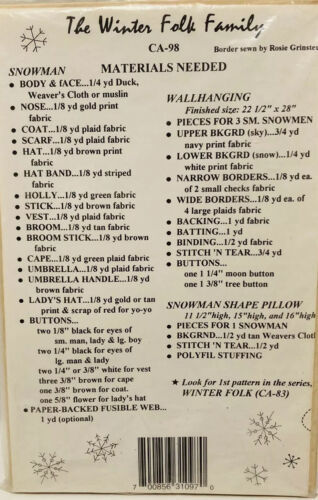 The Winter Folk Family
CA-98
Border sewn by Rosie Grinste
MATERIALS NEEDED
SNOWMAN
• BODY & fACE...1/4 yd Duck,
Weaver's Cloth or muslin
• NOSE...1/8 yd gold print
fabric
• COAT...1/8 yd plaid fabric
• SCARF...1/8 yd plaid fabric
• HAT...1/8 yd brown print
fabric
• HAT BAND...1/8 yd striped
fabric
• HOLLY...1/8 yd green fabric
• STICK...1/8 yd brown fabric
• VEST...1/8 yd plaid fabric
• BROOM...1/8 yd tan fabric
• BROOM STICK...1/8 yd brown
fabric
• CAPE...1/8 yd green plaid fabric
• UMBRELLA...1/8 yd plaid fabric
• UMBRELLA HANDLE...1/8 yd
brown fabric
• LADY'S HAT...1/8 yd gold or tan
print & scrap of red for yo-yo
• BUTTONS...
two 1/8" black for eyes of
sm. man, lady & lg. boy
two 1/4" black for eyes of
lg. man & lady
two 1/4" or 3/8" white for vest
three 3/8" brown for cape
one 3/8" brown for coat.
one 5/8" flower for lady's hat
• PAPER-BACKED FUSIBLE WEB...
1 yd (optional)
WALLHANGING
Finished size: 22 1/2" x 28"
• PIECES FOR 3 SM. SNOWMEN
• UPPER BKGRD (sky)...3/4 yd
navy print fabric
• LOWER BKGRD (snow)...1/4 yd
white print fabric
• NARROW BORDERS...1/8 yd ea.
of 2 small checks fabric
• WIDE BORDERS...1/8 yd ea. of
4 large plaids fabric
• BACKING...1 yd fabric
• BATTING...1 yd
• BINDING...1/2 yd fabric
• STITCH 'N TEAR...3/4 yd
• BUTTONS...
one 1 1/4" moon button
one 1 3/8" tree button
SNOWMAN SHAPE PILLOW
11 1/2"high, 15"high, and 16"high
• PIECES FOR 1 SNOWMAN
• BKGRND...1/2 yd tan Weavers Clotl
• STITCH 'N TEAR...1/2 yd
• POLYFIL STUFFING
★ Look for 1st pattern in the series,
WINTER FOLK (CA-83)
7 00856 31097 0